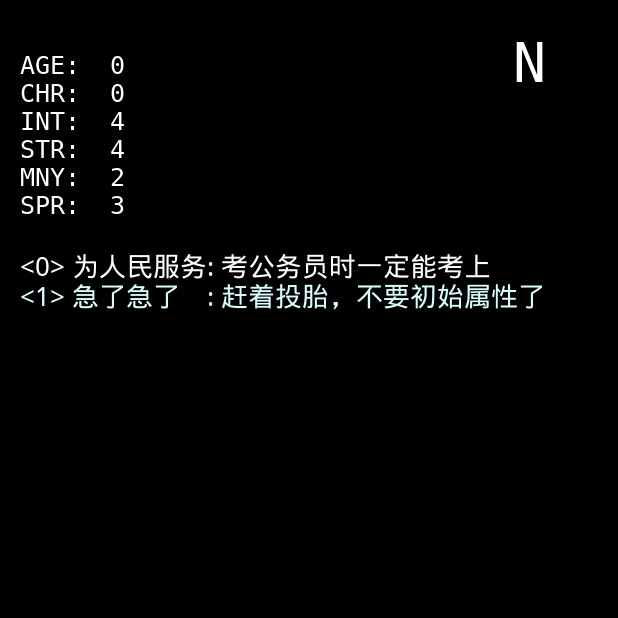 N
AGE: 0
CHR: 0
INT: 4
STR: 4
MNY: 2
SPR: 3
<0> 为人民服务: 考公务员时一定能考上
<1> 急了急了 : 赶着投胎，不要初始属性了